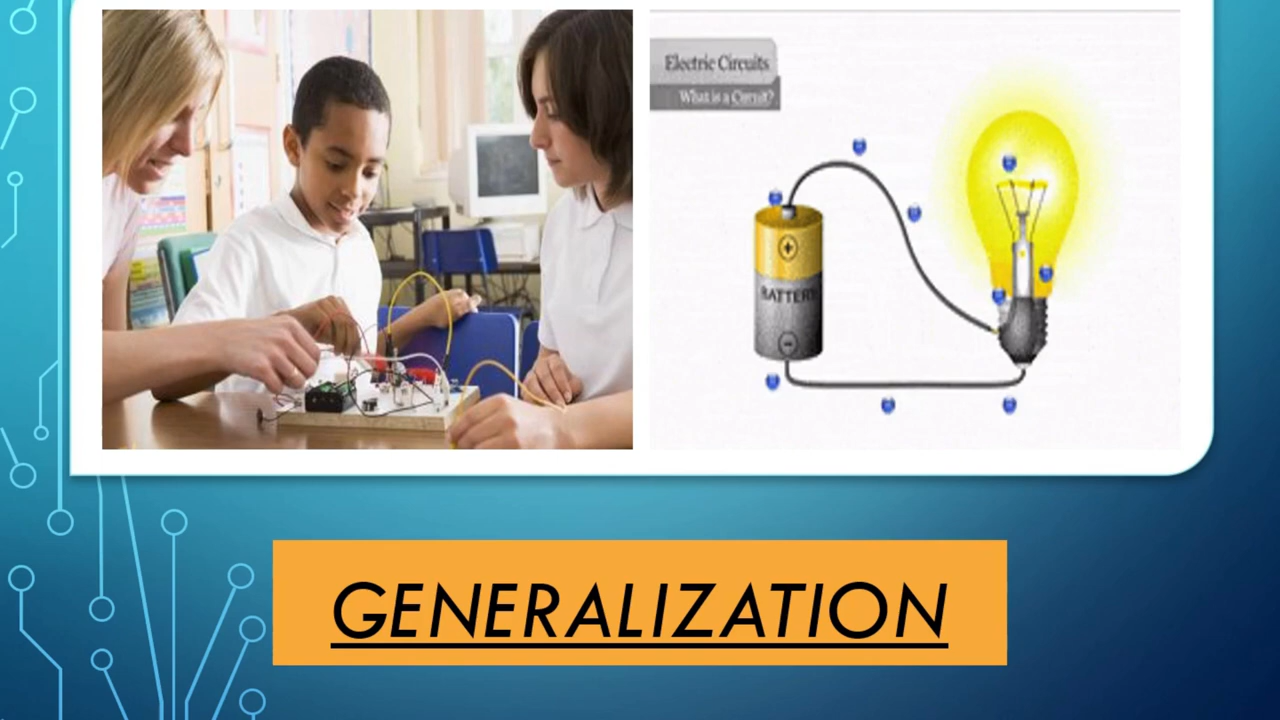 Electric Circuits
What is a Circuit?
+
BATTERY
-
GENERALIZATION